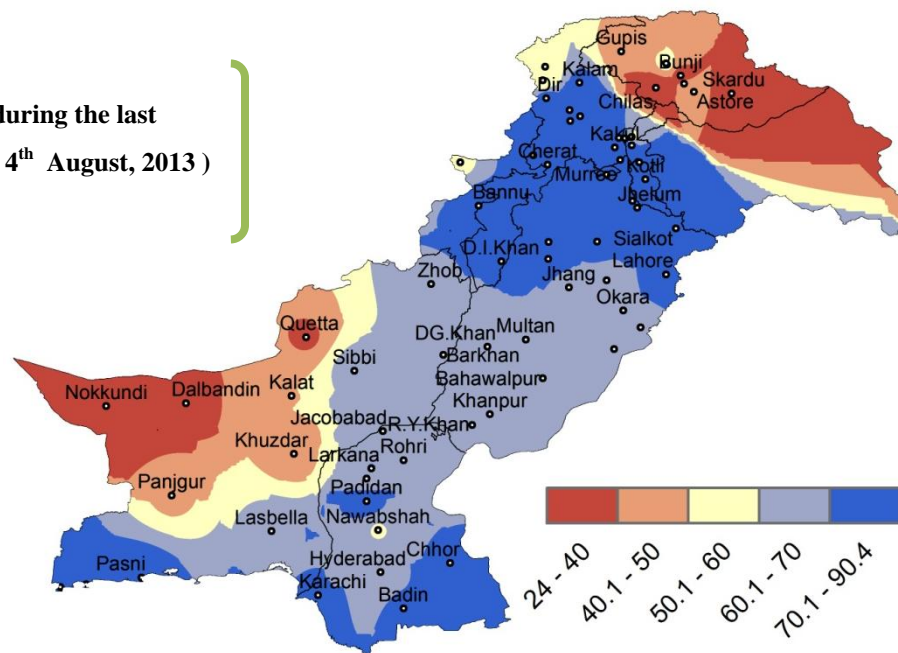 during the last
4th August, 2013 )
Gupis
Bunji
Kalam
Skardu
Dir
Chilas
Astore
Kakul
Cherat
Kotli
Murree
Bannu
Jhelum
Sialkot
D.I.Khan
Lahore
Zhob
Jhang
Okara
Quetta
DG.Khan
Multan
Sibbi
Barkhan
Nokkundi
Dalbandin
Kalat
Bahawalpur
Khanpur
Jacobabad
R.Y.Khan
Khuzdar
Rohri
Larkana
Panjgur
Padidan
Lasbella
Nawabshah
Pasni
Hyderabad
Chhor
Karachi
Badin
24 - 40
40.1 - 50
50.1 - 60
60.1 - 70
70.1 - 90.4